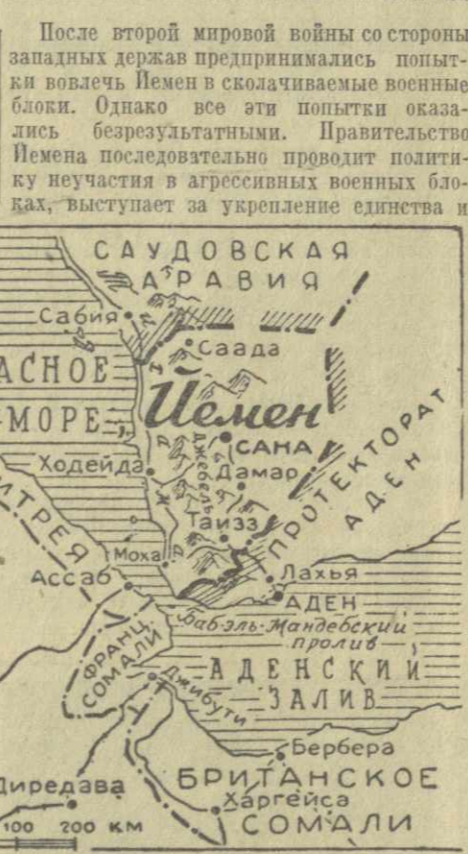 После второй мировой войны со стороны
западных держав предпринимались попыт-
ки вовлечь Йемен в сколачиваемые военные
блоки. Однако все эти попытки оказа-
лись безрезультатными. Правительство
Йемена последовательно проводит полити-
ку неучастия в агрессивных военных бло-
ках, выступает за укрепление единства и
САУДОВСКАЯ
АРАВИЯ
Сабия
Саада
АСНОЕ
МОРЕ
Йемен
САНА
Ходейда
Джебель
Дамар
ПРОТЕКТОРАТ
АДЕН
ИТРЕЯ
Таизз
Моха
Ассаб
Лахья
АДЕН
Баб-эль-Мандебский
пролив
ФРАНЦ.
СОМАЛИ
АДЕНСКИЙ
ЗАЛИВ
Джибути
Бербера
БРИТАНСКОЕ
СОМАЛИ
Диредава
Харгейса
100 200 км